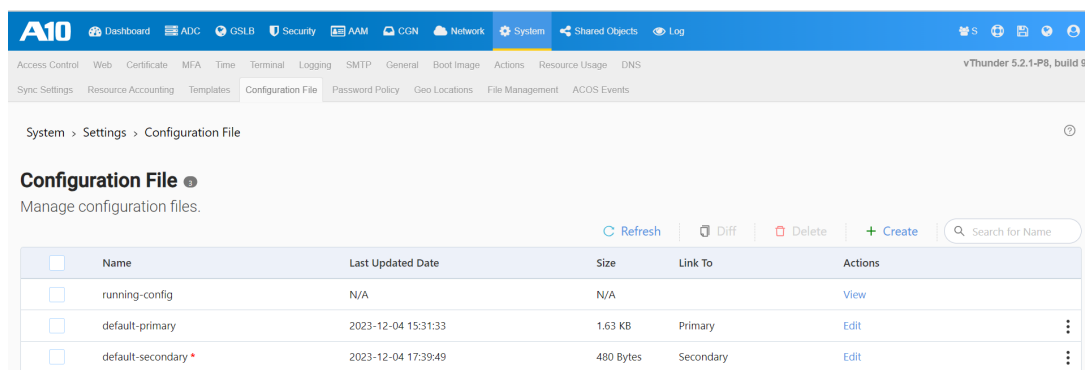 A10 Dashboard ADC GSLB Security AAM CGN Network System Shared Objects Log S
Access Control Web Certificate MFA Time Terminal Logging SMTP General Boot Image Actions Resource Usage DNS vThunder 5.2.1-P8, build 9
Sync Settings Resource Accounting Templates Configuration File Password Policy Geo Locations File Management ACOS Events
System > Settings > Configuration File
Configuration File 3
Manage configuration files.
Refresh Diff Delete + Create Search for Name
Name Last Updated Date Size Link To Actions
running-config N/A N/A View
default-primary 2023-12-04 15:31:33 1.63 KB Primary Edit
default-secondary * 2023-12-04 17:39:49 480 Bytes Secondary Edit